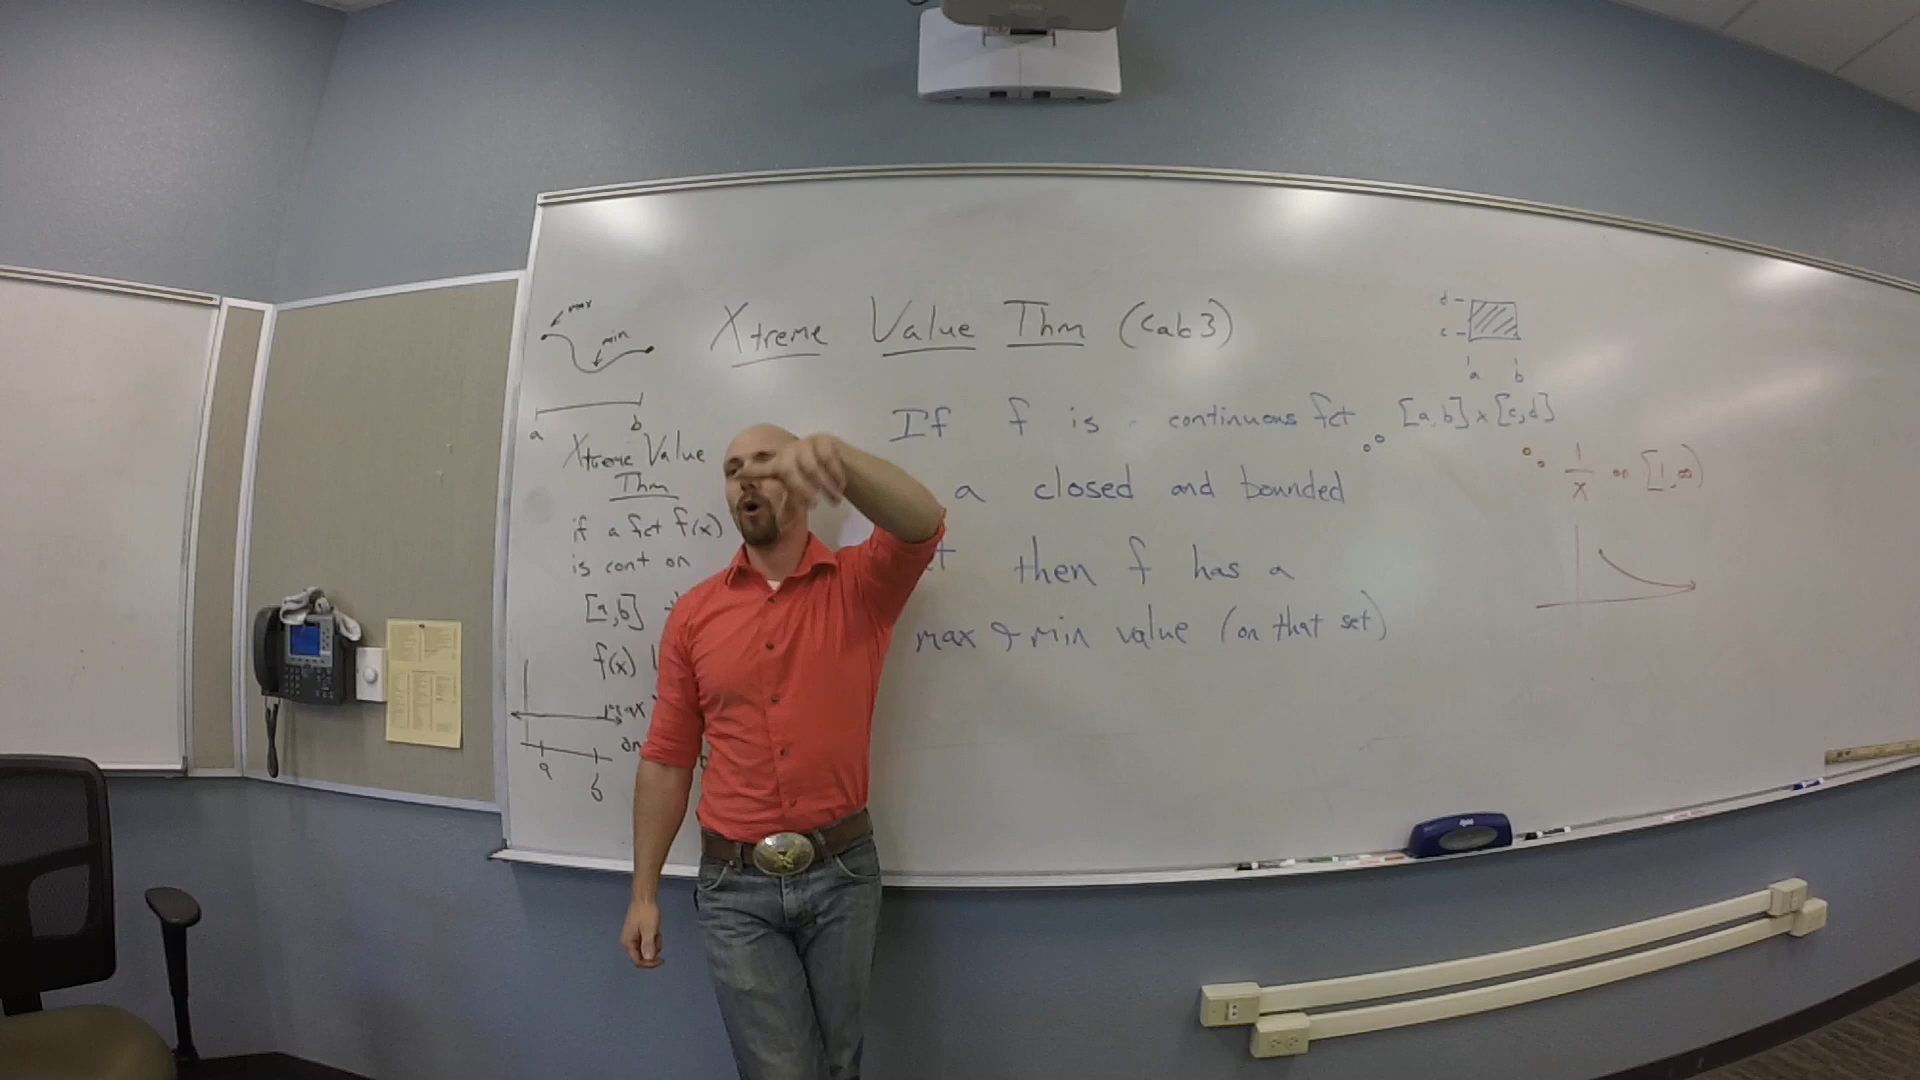 max
min
a b
Xtreme Value
Thm
if a fct f(x)
is cont on
[a,b]
f(x)
max
a
b
Xtreme Value Thm (Calc 3)
If f is continuous fct
a closed and bounded
then f has a
max & min value (on that set)
d
c
a b
[a,b] x [c,d]
1/x on [1,∞)